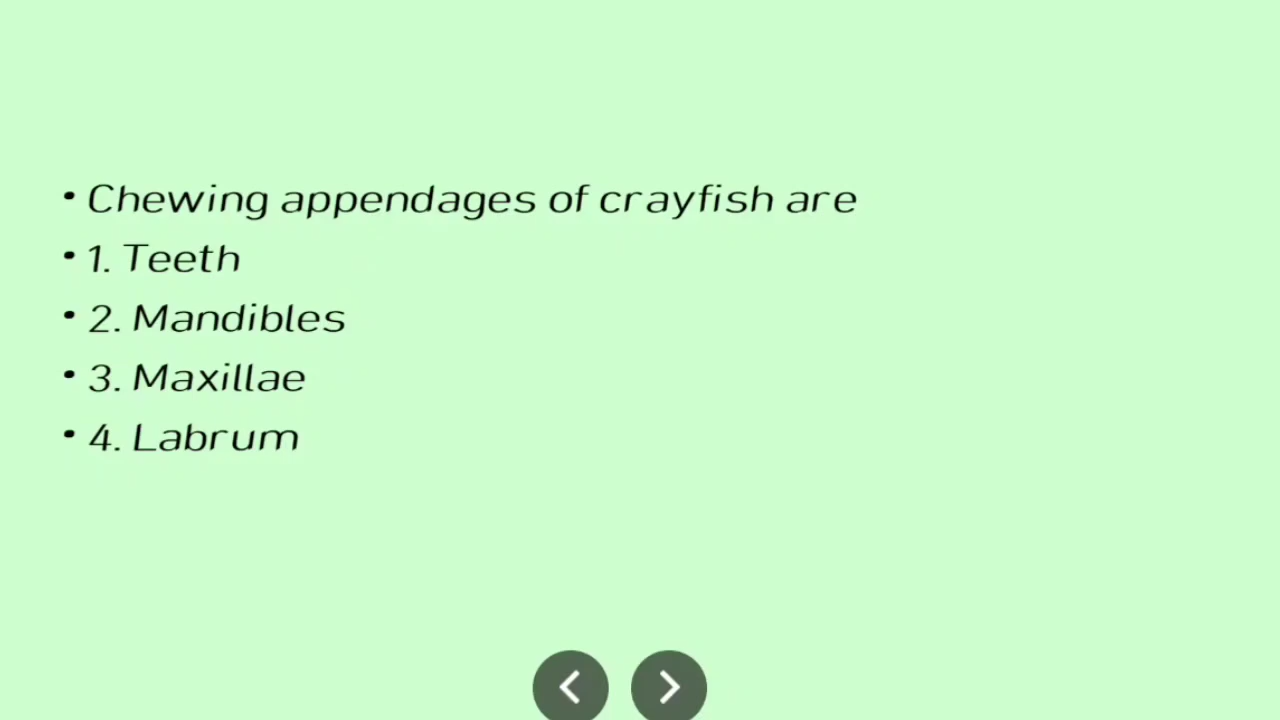 • Chewing appendages of crayfish are
• 1. Teeth
• 2. Mandibles
• 3. Maxillae
• 4. Labrum